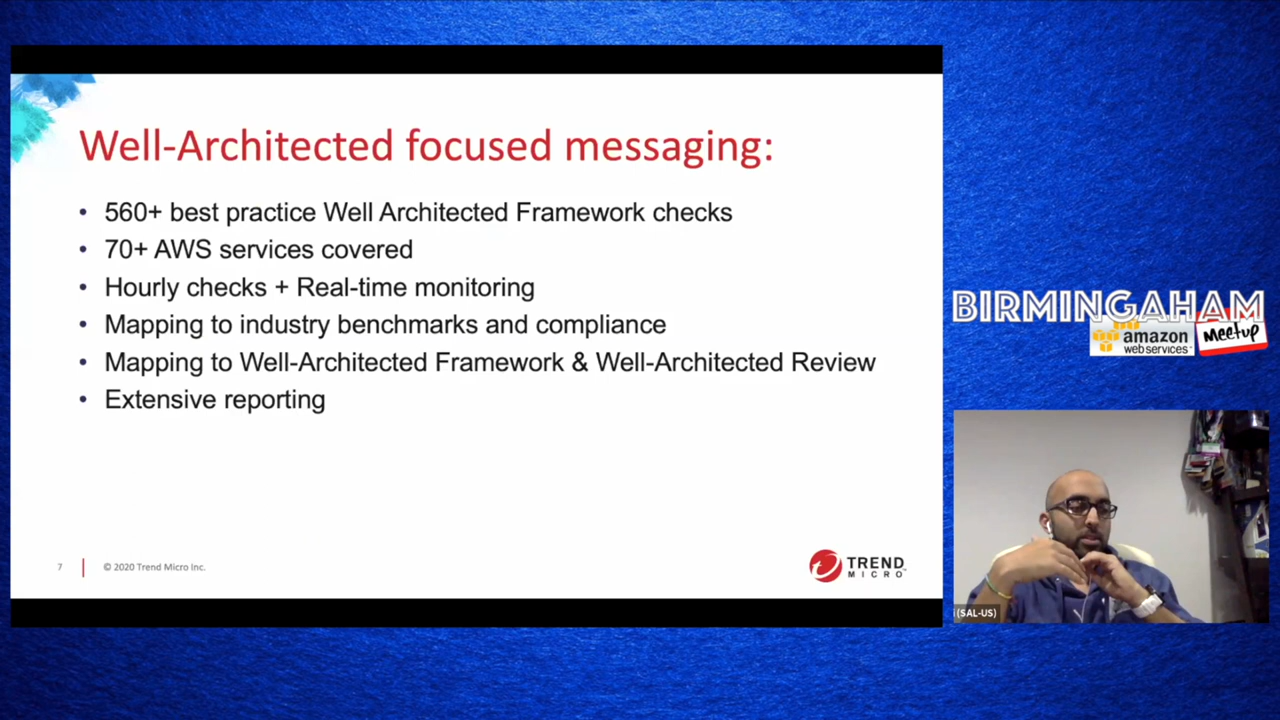 Well-Architected focused messaging:
• 560+ best practice Well Architected Framework checks
• 70+ AWS services covered
• Hourly checks + Real-time monitoring
• Mapping to industry benchmarks and compliance
• Mapping to Well-Architected Framework & Well-Architected Review
• Extensive reporting
7
© 2020 Trend Micro Inc.
TREND
MICRO
BIRMINGAHAM
amazon
web services
Meetup
(SAL-US)